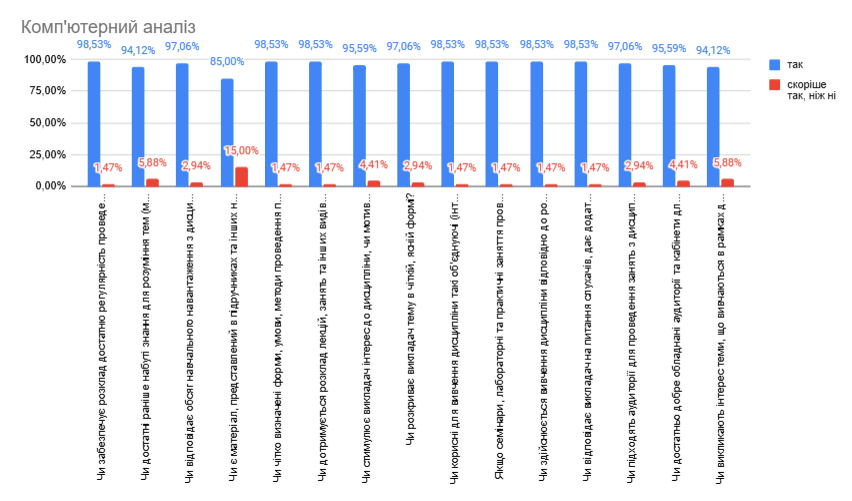 Комп'ютерний аналіз
98,53%
94,12%
97,06%
85,00%
98,53%
98,53%
95,59%
97,06%
98,53%
98,53%
98,53%
98,53%
97,06%
95,59%
94,12%
так
скоріше
так, ніж ні
100,00%
75,00%
50,00%
25,00%
0,00%
1,47%
5,88%
2,94%
15,00%
1,47%
1,47%
4,41%
2,94%
1,47%
1,47%
1,47%
1,47%
2,94%
4,41%
5,88%
Чи забезпечує розклад достатню регулярність проведе…
Чи достатні раніше набуті знання для розуміння тем (м…
Чи відповідає обсяг навчального навантаження з дисци…
Чи є матеріал, представлений в підручниках та інших н…
Чи чітко визначені форми, умови, методи проведення п…
Чи дотримується розклад лекцій, занять та інших видів…
Чи стимулює викладач інтерес до дисципліни, чи мотив…
Чи розкриває викладач тему в чіткій, ясній формі?
Чи корисні для вивчення дисципліни такі об'єднуючі (інт…
Якщо семінари, лабораторні та практичні заняття пров…
Чи здійснюється вивчення дисципліни відповідно до ро…
Чи відповідає викладач на питання слухачів, дає додат…
Чи підходять аудиторії для проведення занять з дисцип…
Чи достатньо добре обладнані аудиторії та кабінети дл…
Чи викликають інтерес теми, що вивчаються в рамках д…